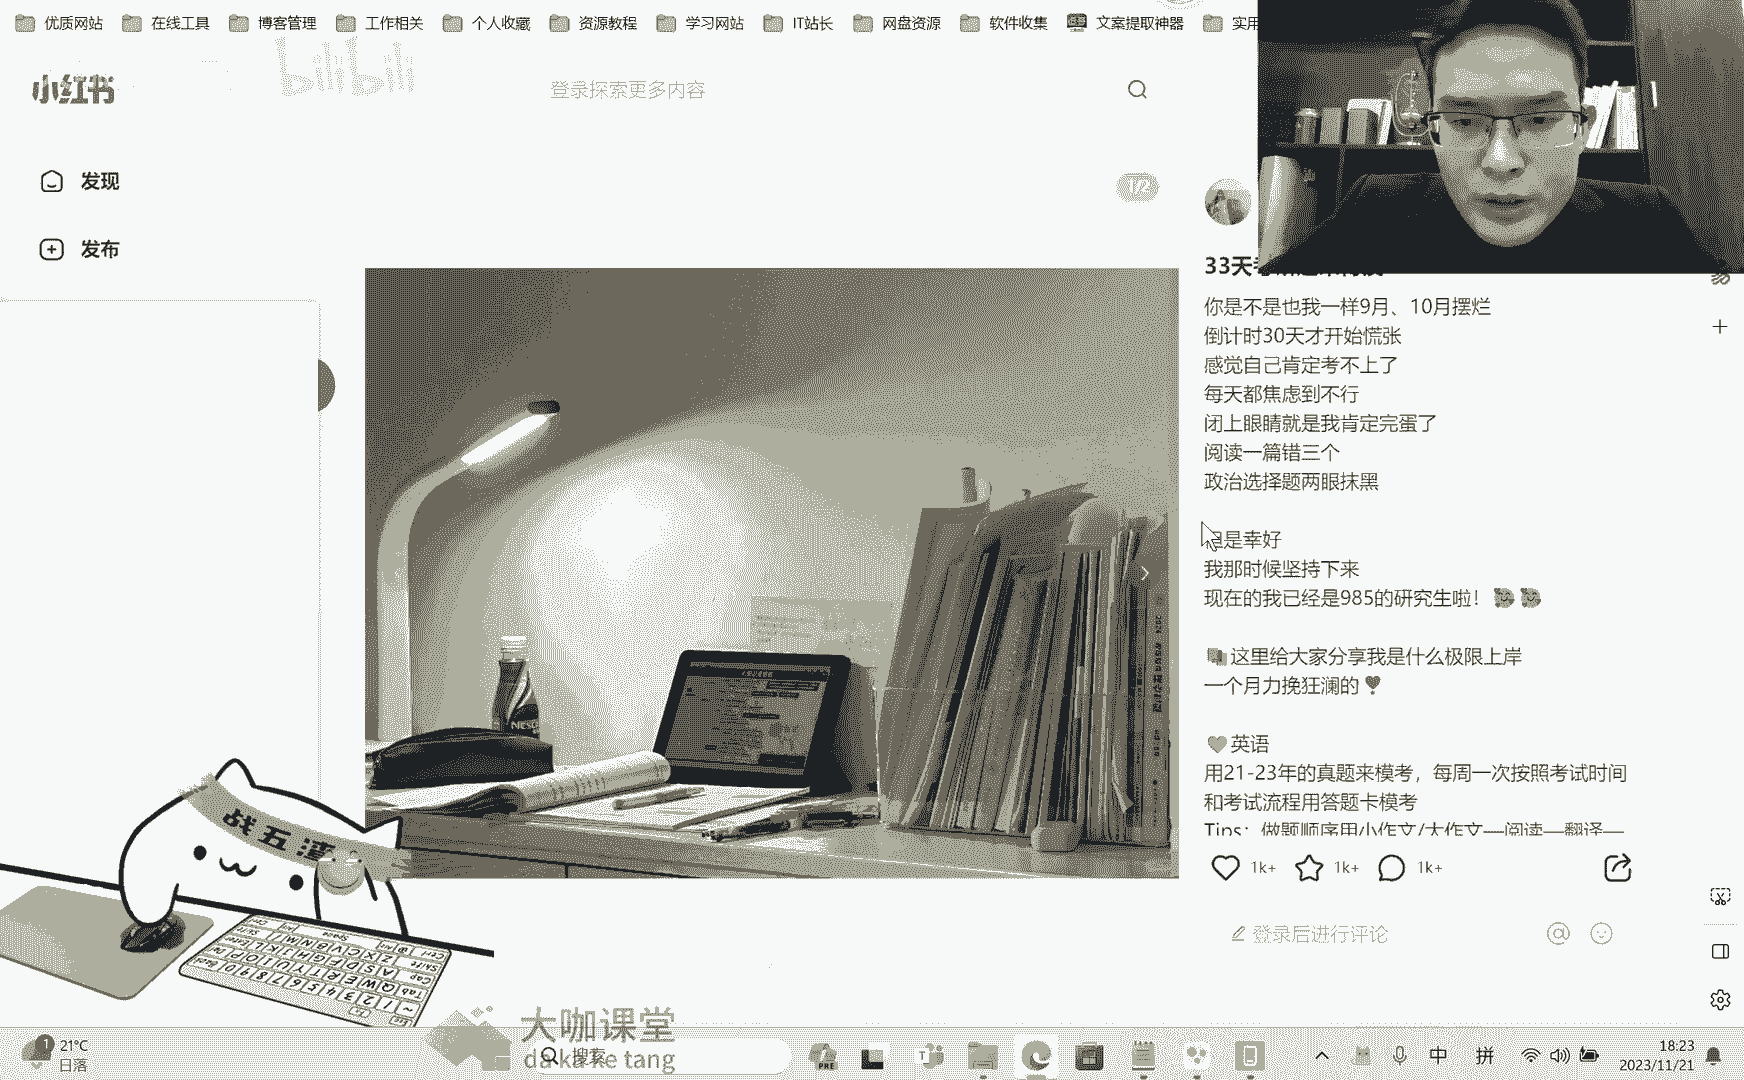 优质网站 在线工具 博客管理 工作相关 个人收藏 资源教程 学习网站 IT站长 网盘资源 软件收集 文案提取神器 实用
bilibili
小红书
登录探索更多内容
发现
1/2
发布
33天
你是不是也我一样9月、10月摆烂
倒计时30天才开始慌张
感觉自己肯定考不上了
每天都焦虑到不行
闭上眼睛就是我肯定完蛋了
阅读一篇错三个
政治选择题两眼抹黑
是幸好
我那时候坚持下来
现在的我已经是985的研究生啦！
这里给大家分享我是什么极限上岸
一个月力挽狂澜的
英语
用21-23年的真题来模考，每周一次按照考试时间
和考试流程用答题卡模考
Tips：做题顺序用小作文/大作文—阅读—翻译—
1k+ 1k+ 1k+
登录后进行评论
NESC
战五渣
大咖课堂
da ka ke tang
搜索
1
21°C
日落
PRE
中 拼
18:23
2023/11/21